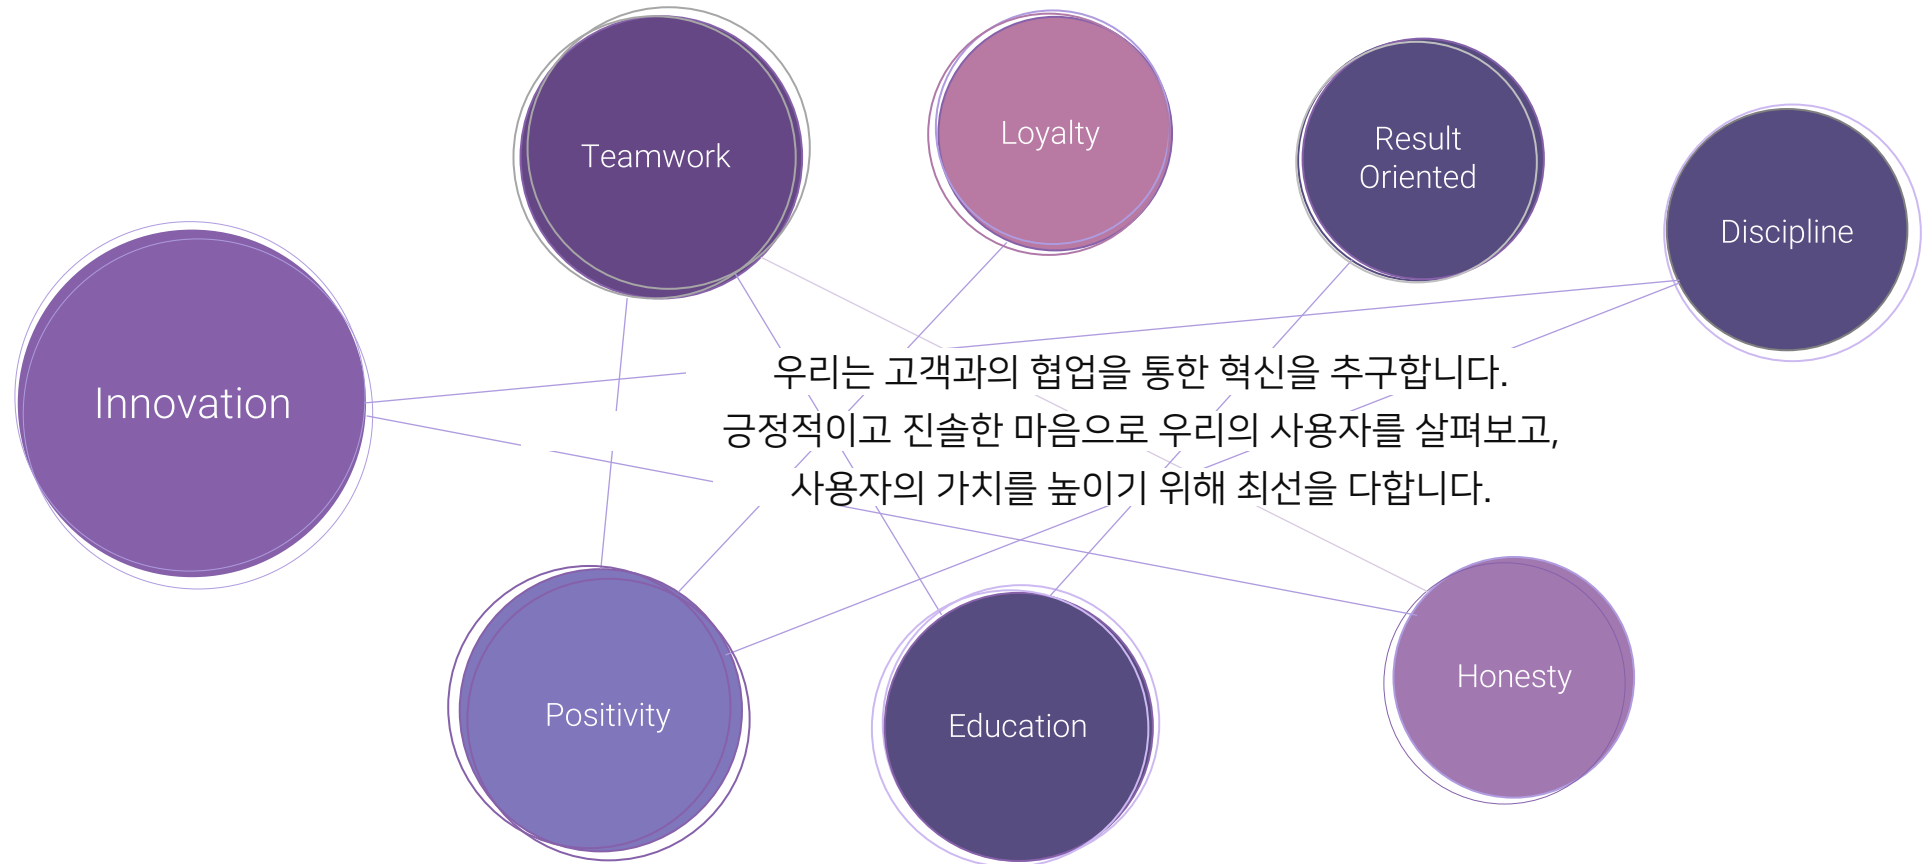 Teamwork
Loyalty
Result
Oriented
Discipline
Innovation
우리는 고객과의 협업을 통한 혁신을 추구합니다.
긍정적이고 진솔한 마음으로 우리의 사용자를 살펴보고,
사용자의 가치를 높이기 위해 최선을 다합니다.
Positivity
Education
Honesty